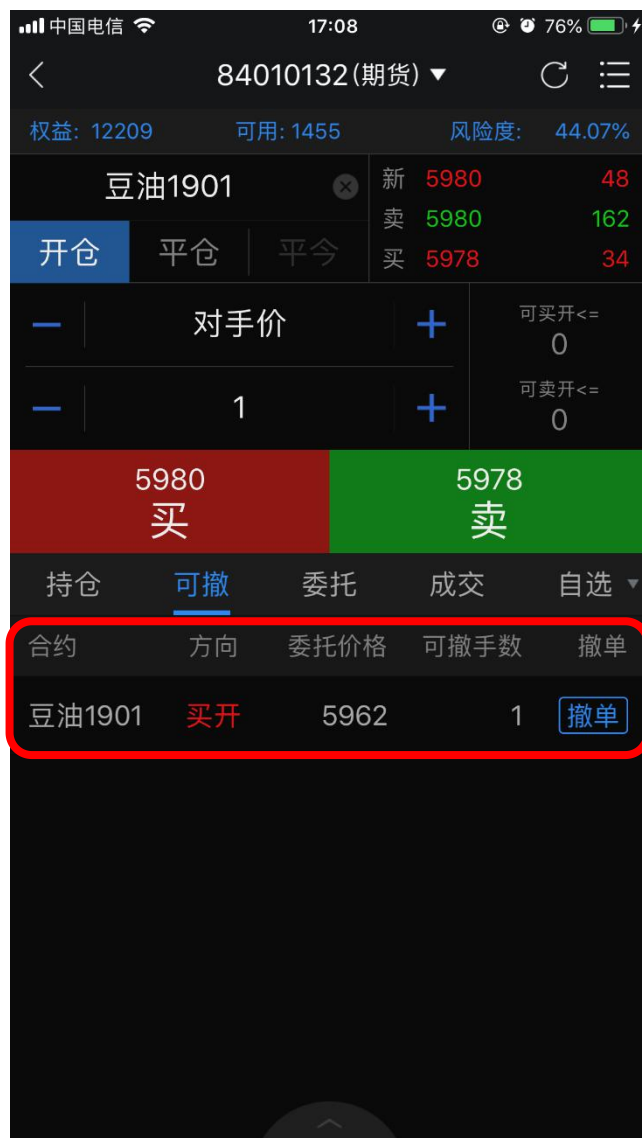 中国电信 17:08 76%
84010132(期货)▼
权益: 12209 可用: 1455 风险度: 44.07%
豆油1901
新 5980 48
卖 5980 162
买 5978 34
开仓 平仓 平今
对手价
可买开<=
0
1
可卖开<=
0
5980
买
5978
卖
持仓 可撤 委托 成交 自选
合约 方向 委托价格 可撤手数 撤单
豆油1901 买开 5962 1 撤单